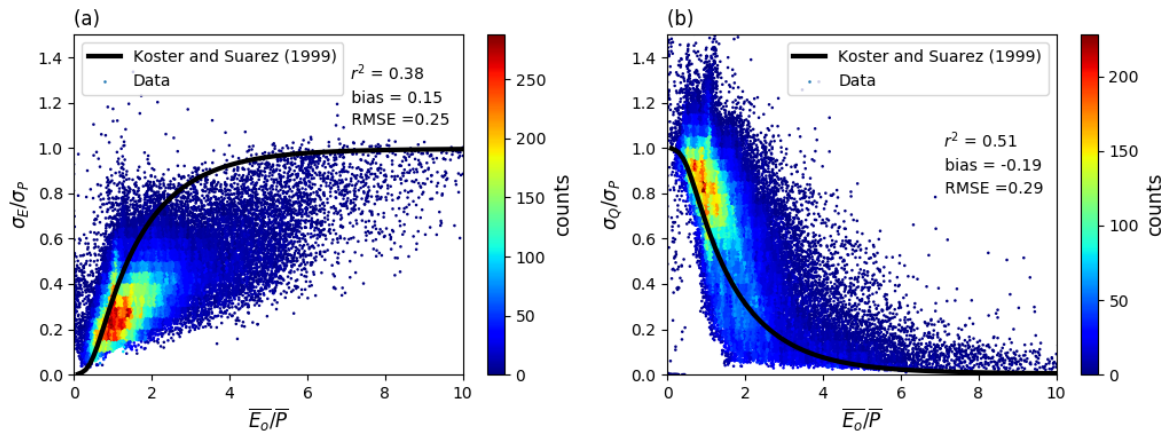 (a)
Koster and Suarez (1999)
Data
r² = 0.38
bias = 0.15
RMSE =0.25
1.4
1.2
1.0
0.8
0.6
0.4
0.2
0.0
σ_E/σ_P
0 2 4 6 8 10
E̅ₒ/P̅
250
200
150
100
50
0
counts
(b)
Koster and Suarez (1999)
Data
r² = 0.51
bias = -0.19
RMSE =0.29
1.4
1.2
1.0
0.8
0.6
0.4
0.2
0.0
σ_Q/σ_P
0 2 4 6 8 10
E̅ₒ/P̅
200
150
100
50
0
counts